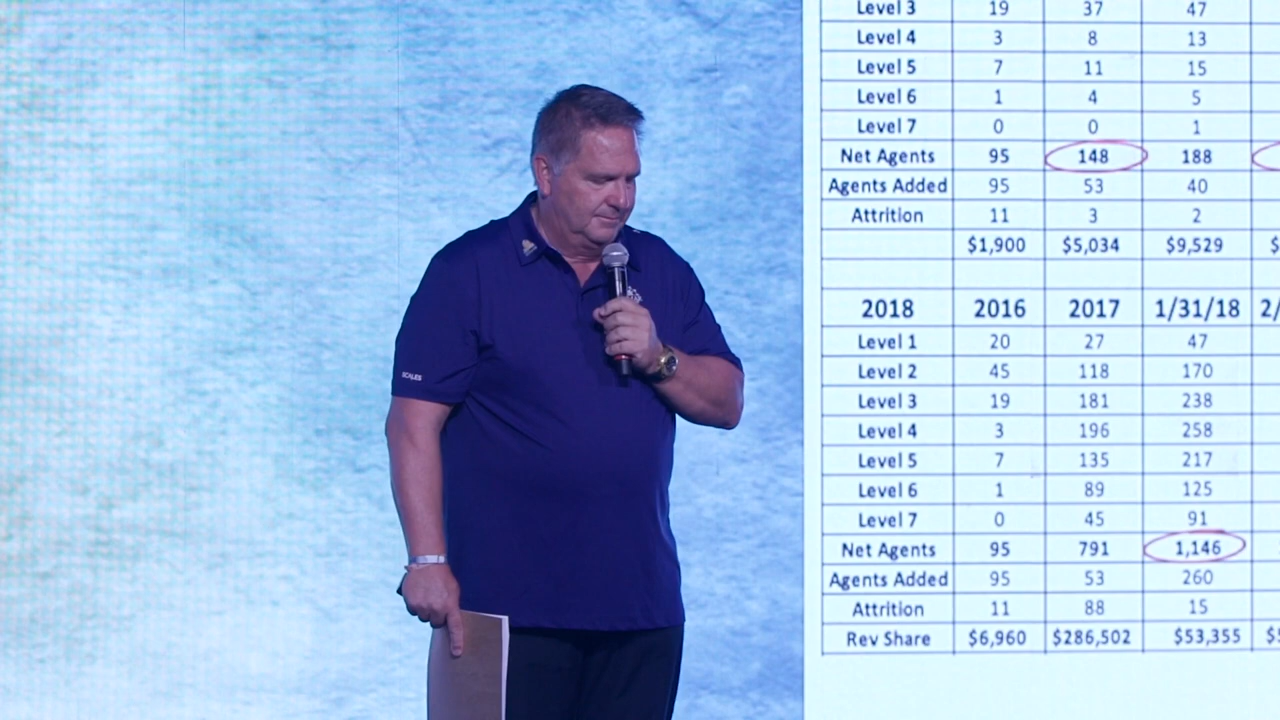 SCALES
Level 3 19 37 47
Level 4 3 8 13
Level 5 7 11 15
Level 6 1 4 5
Level 7 0 0 1
Net Agents 95 148 188
Agents Added 95 53 40
Attrition 11 3 2
$1,900 $5,034 $9,529 $
2018 2016 2017 1/31/18 2/
Level 1 20 27 47
Level 2 45 118 170
Level 3 19 181 238
Level 4 3 196 258
Level 5 7 135 217
Level 6 1 89 125
Level 7 0 45 91
Net Agents 95 791 1,146
Agents Added 95 53 260
Attrition 11 88 15
Rev Share $6,960 $286,502 $53,355 $5